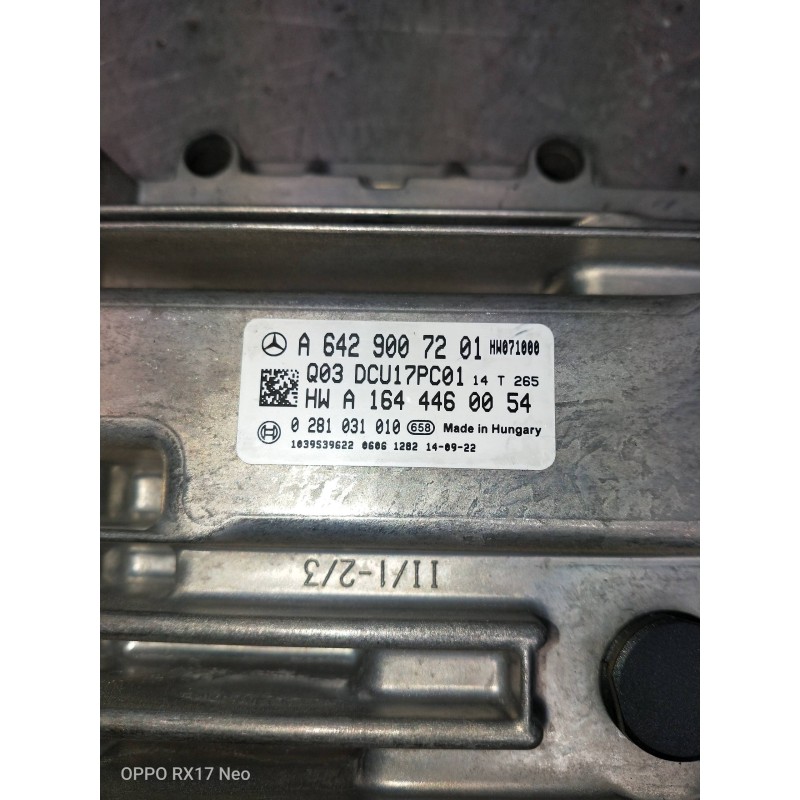 A 642 900 72 01 HW071000
Q03 DCU17PC01 14 T 265
HW A 164 446 00 54
0 281 031 010 658 Made in Hungary
1039S39622 0606 1282 14-09-22
II/1-2/3
OPPO RX17 Neo